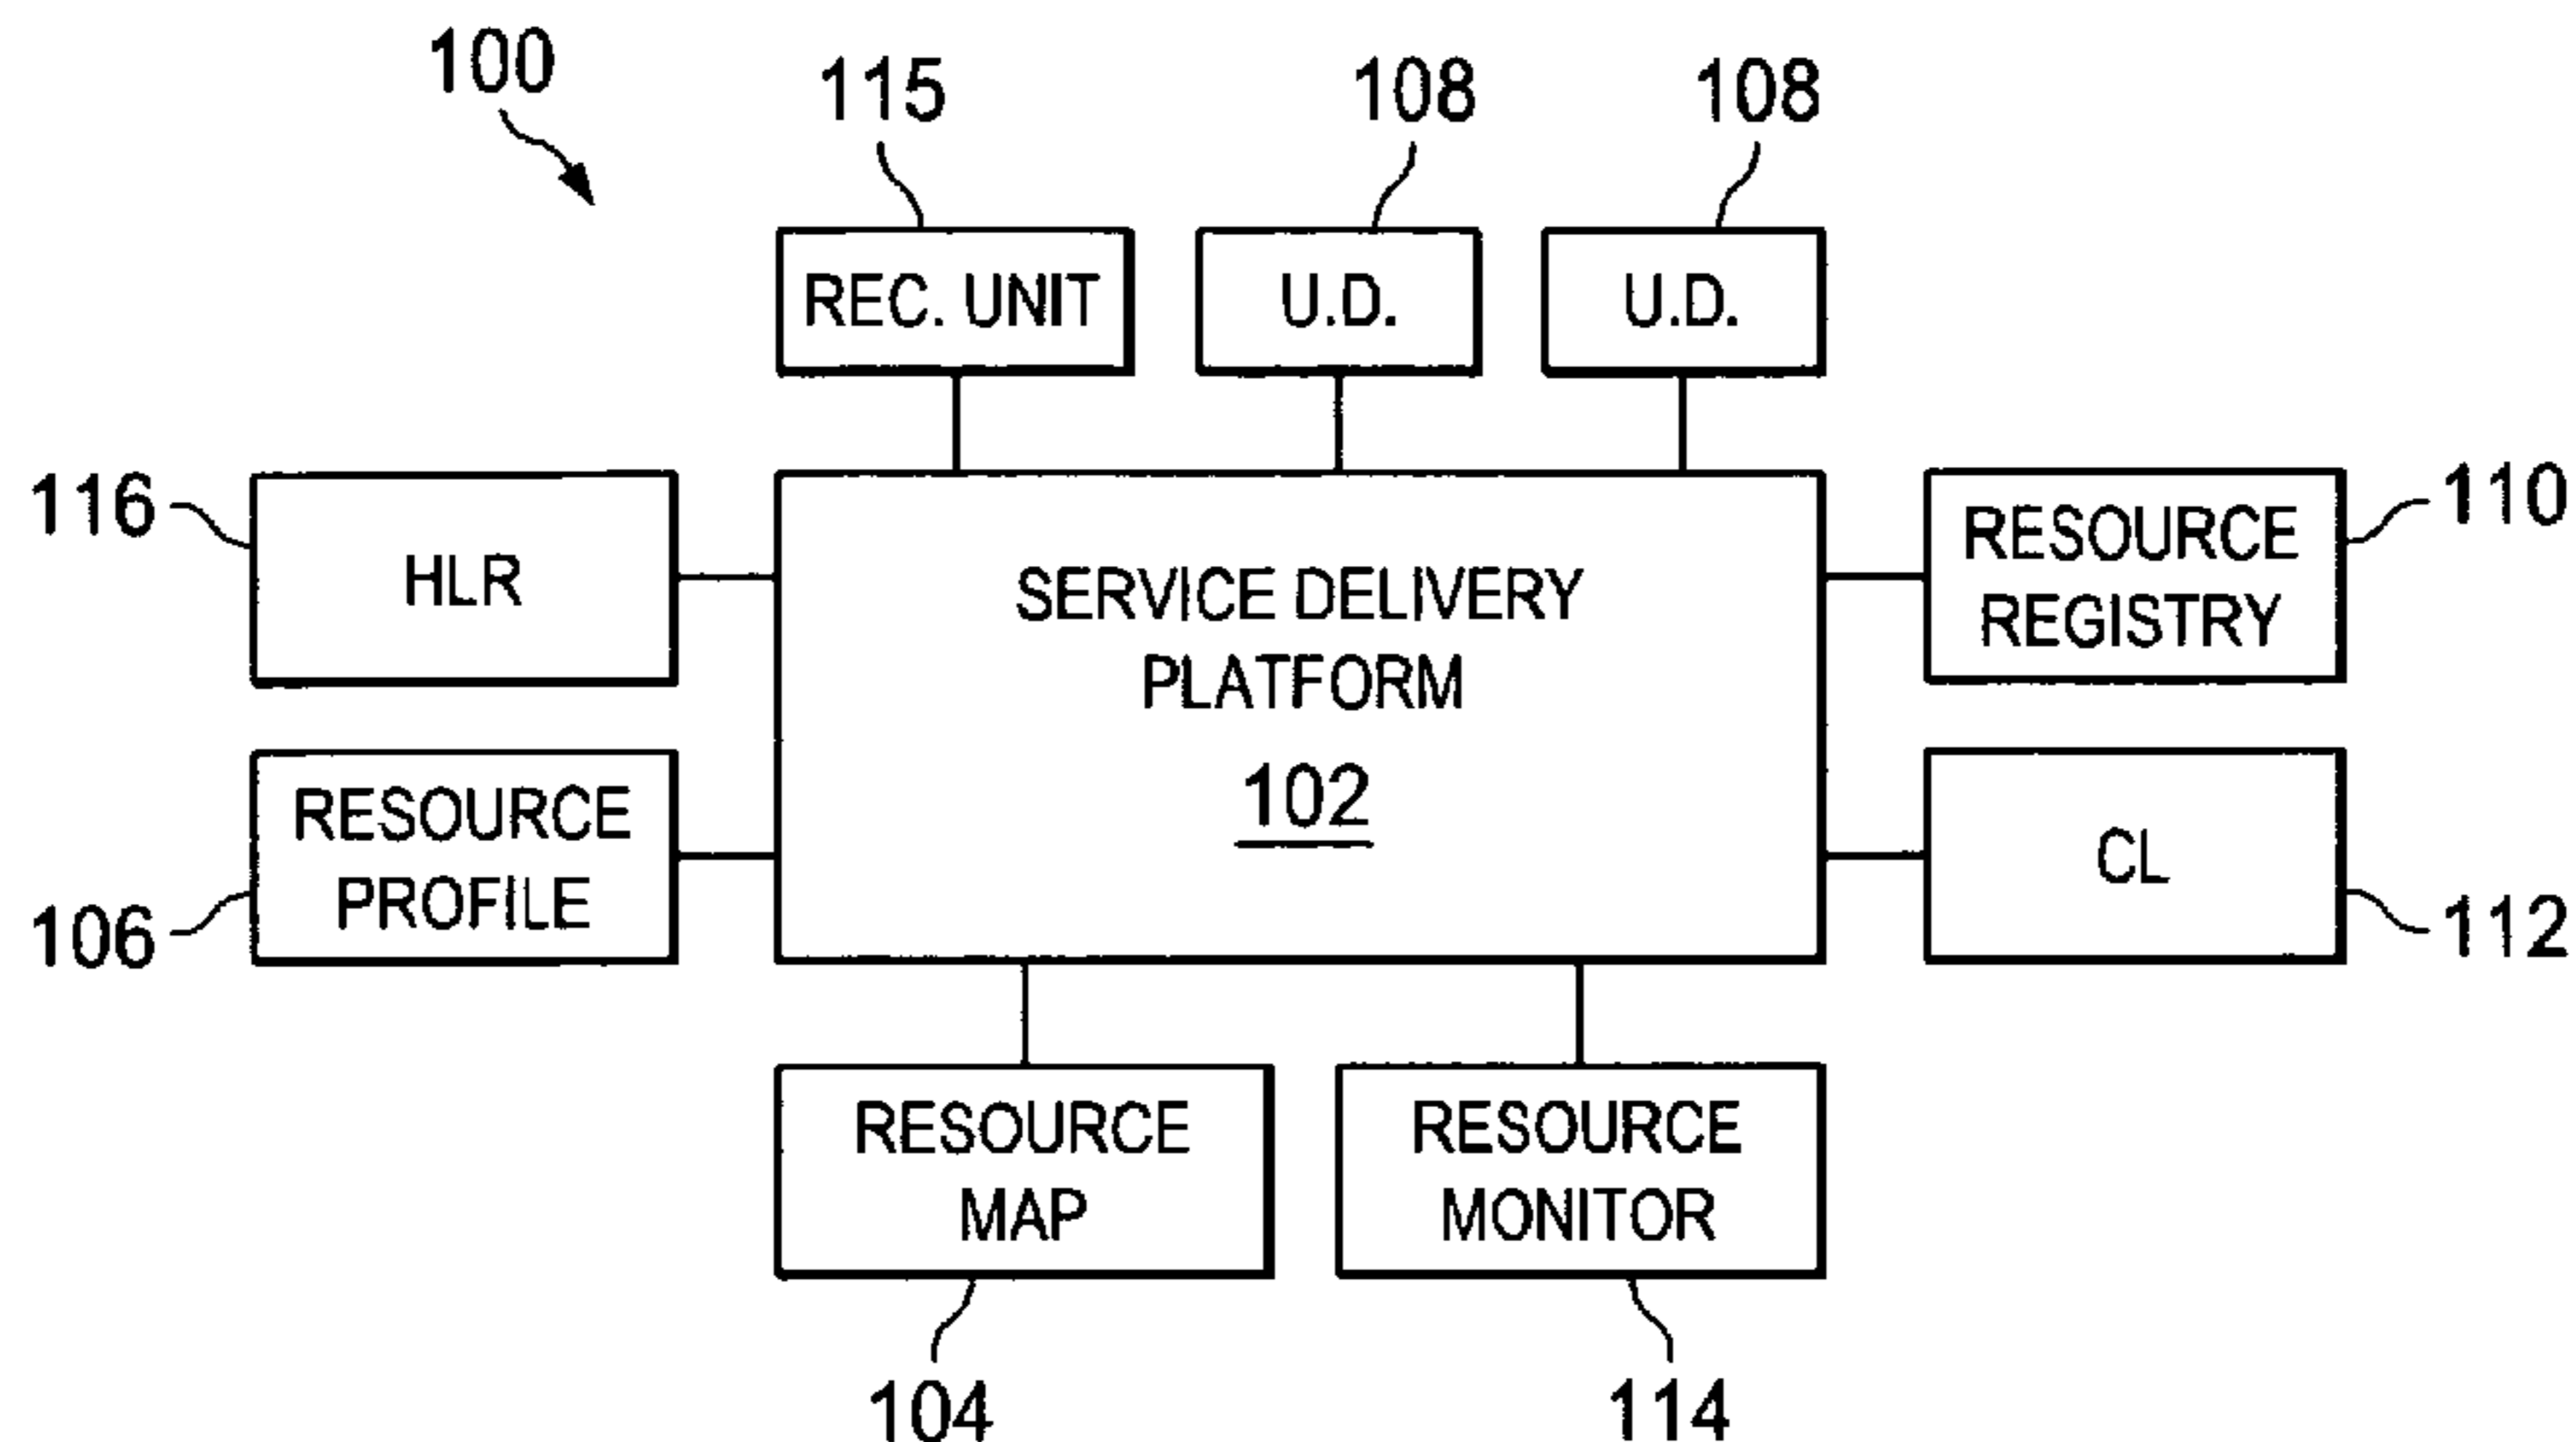 100
115
108
108
REC. UNIT
U.D.
U.D.
116
HLR
SERVICE DELIVERY
PLATFORM
102
RESOURCE
REGISTRY
110
106
RESOURCE
PROFILE
CL
112
RESOURCE
MAP
RESOURCE
MONITOR
104
114